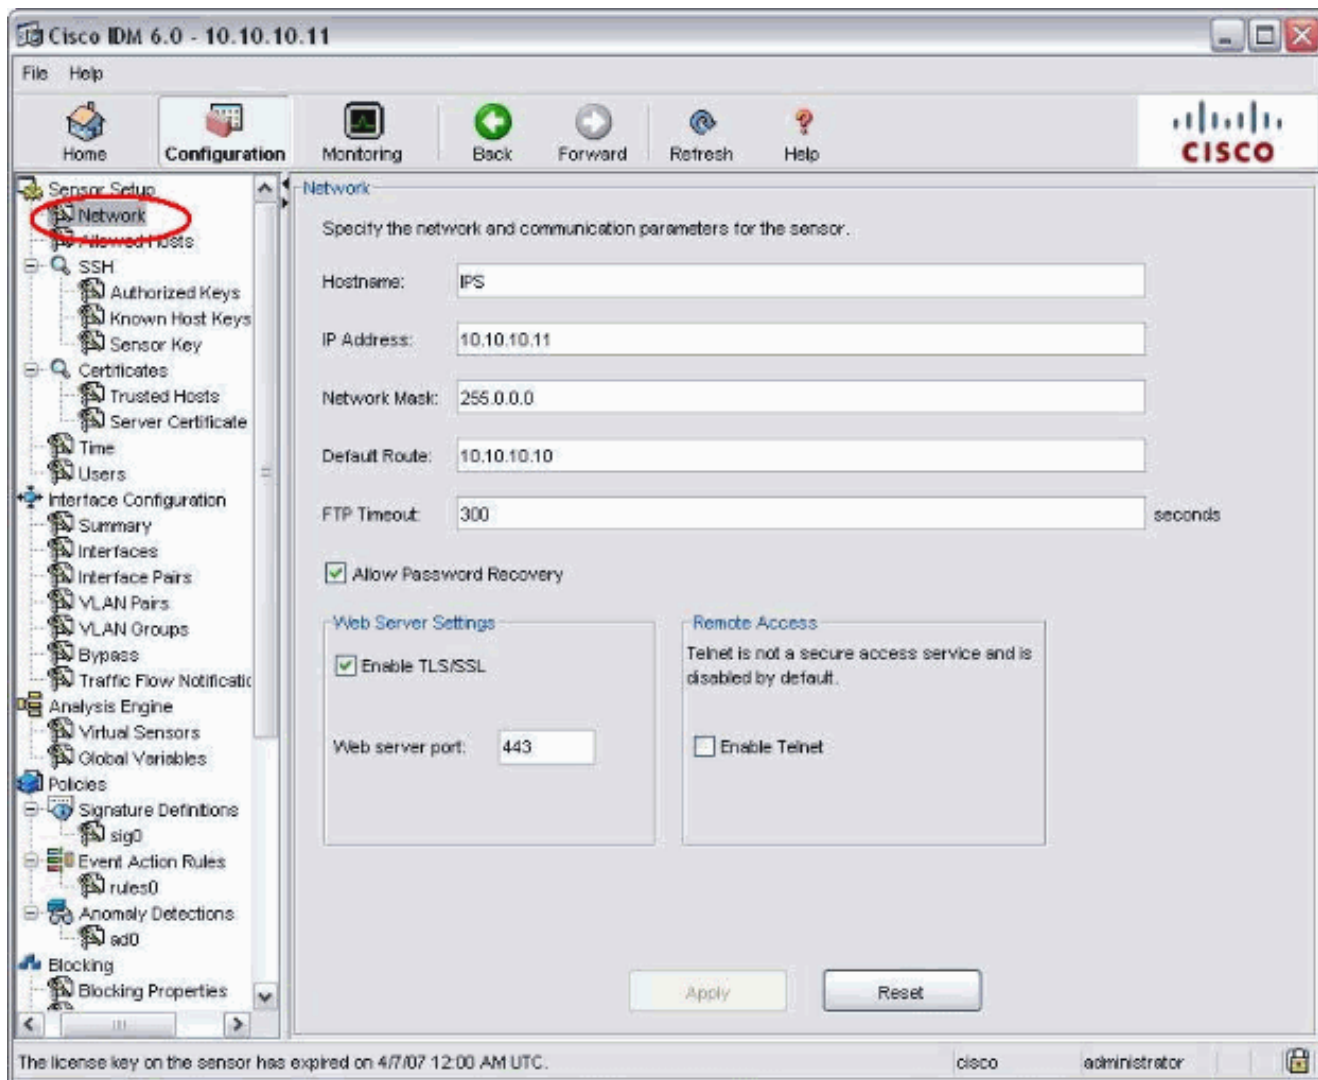 Cisco IDM 6.0 - 10.10.10.11
File Help
Home Configuration Monitoring Back Forward Refresh Help
CISCO
Sensor Setup
Network
Allowed Hosts
SSH
Authorized Keys
Known Host Keys
Sensor Key
Certificates
Trusted Hosts
Server Certificate
Time
Users
Interface Configuration
Summary
Interfaces
Interface Pairs
VLAN Pairs
VLAN Groups
Bypass
Traffic Flow Notificatic
Analysis Engine
Virtual Sensors
Global Variables
Policies
Signature Definitions
sig0
Event Action Rules
rules0
Anomaly Detections
ad0
Blocking
Blocking Properties
Network
Specify the network and communication parameters for the sensor.
Hostname: IPS
IP Address: 10.10.10.11
Network Mask: 255.0.0.0
Default Route: 10.10.10.10
FTP Timeout: 300 seconds
Allow Password Recovery
Web Server Settings
Enable TLS/SSL
Web server port: 443
Remote Access
Telnet is not a secure access service and is
disabled by default.
Enable Telnet
Apply Reset
The license key on the sensor has expired on 4/7/07 12:00 AM UTC. cisco administrator